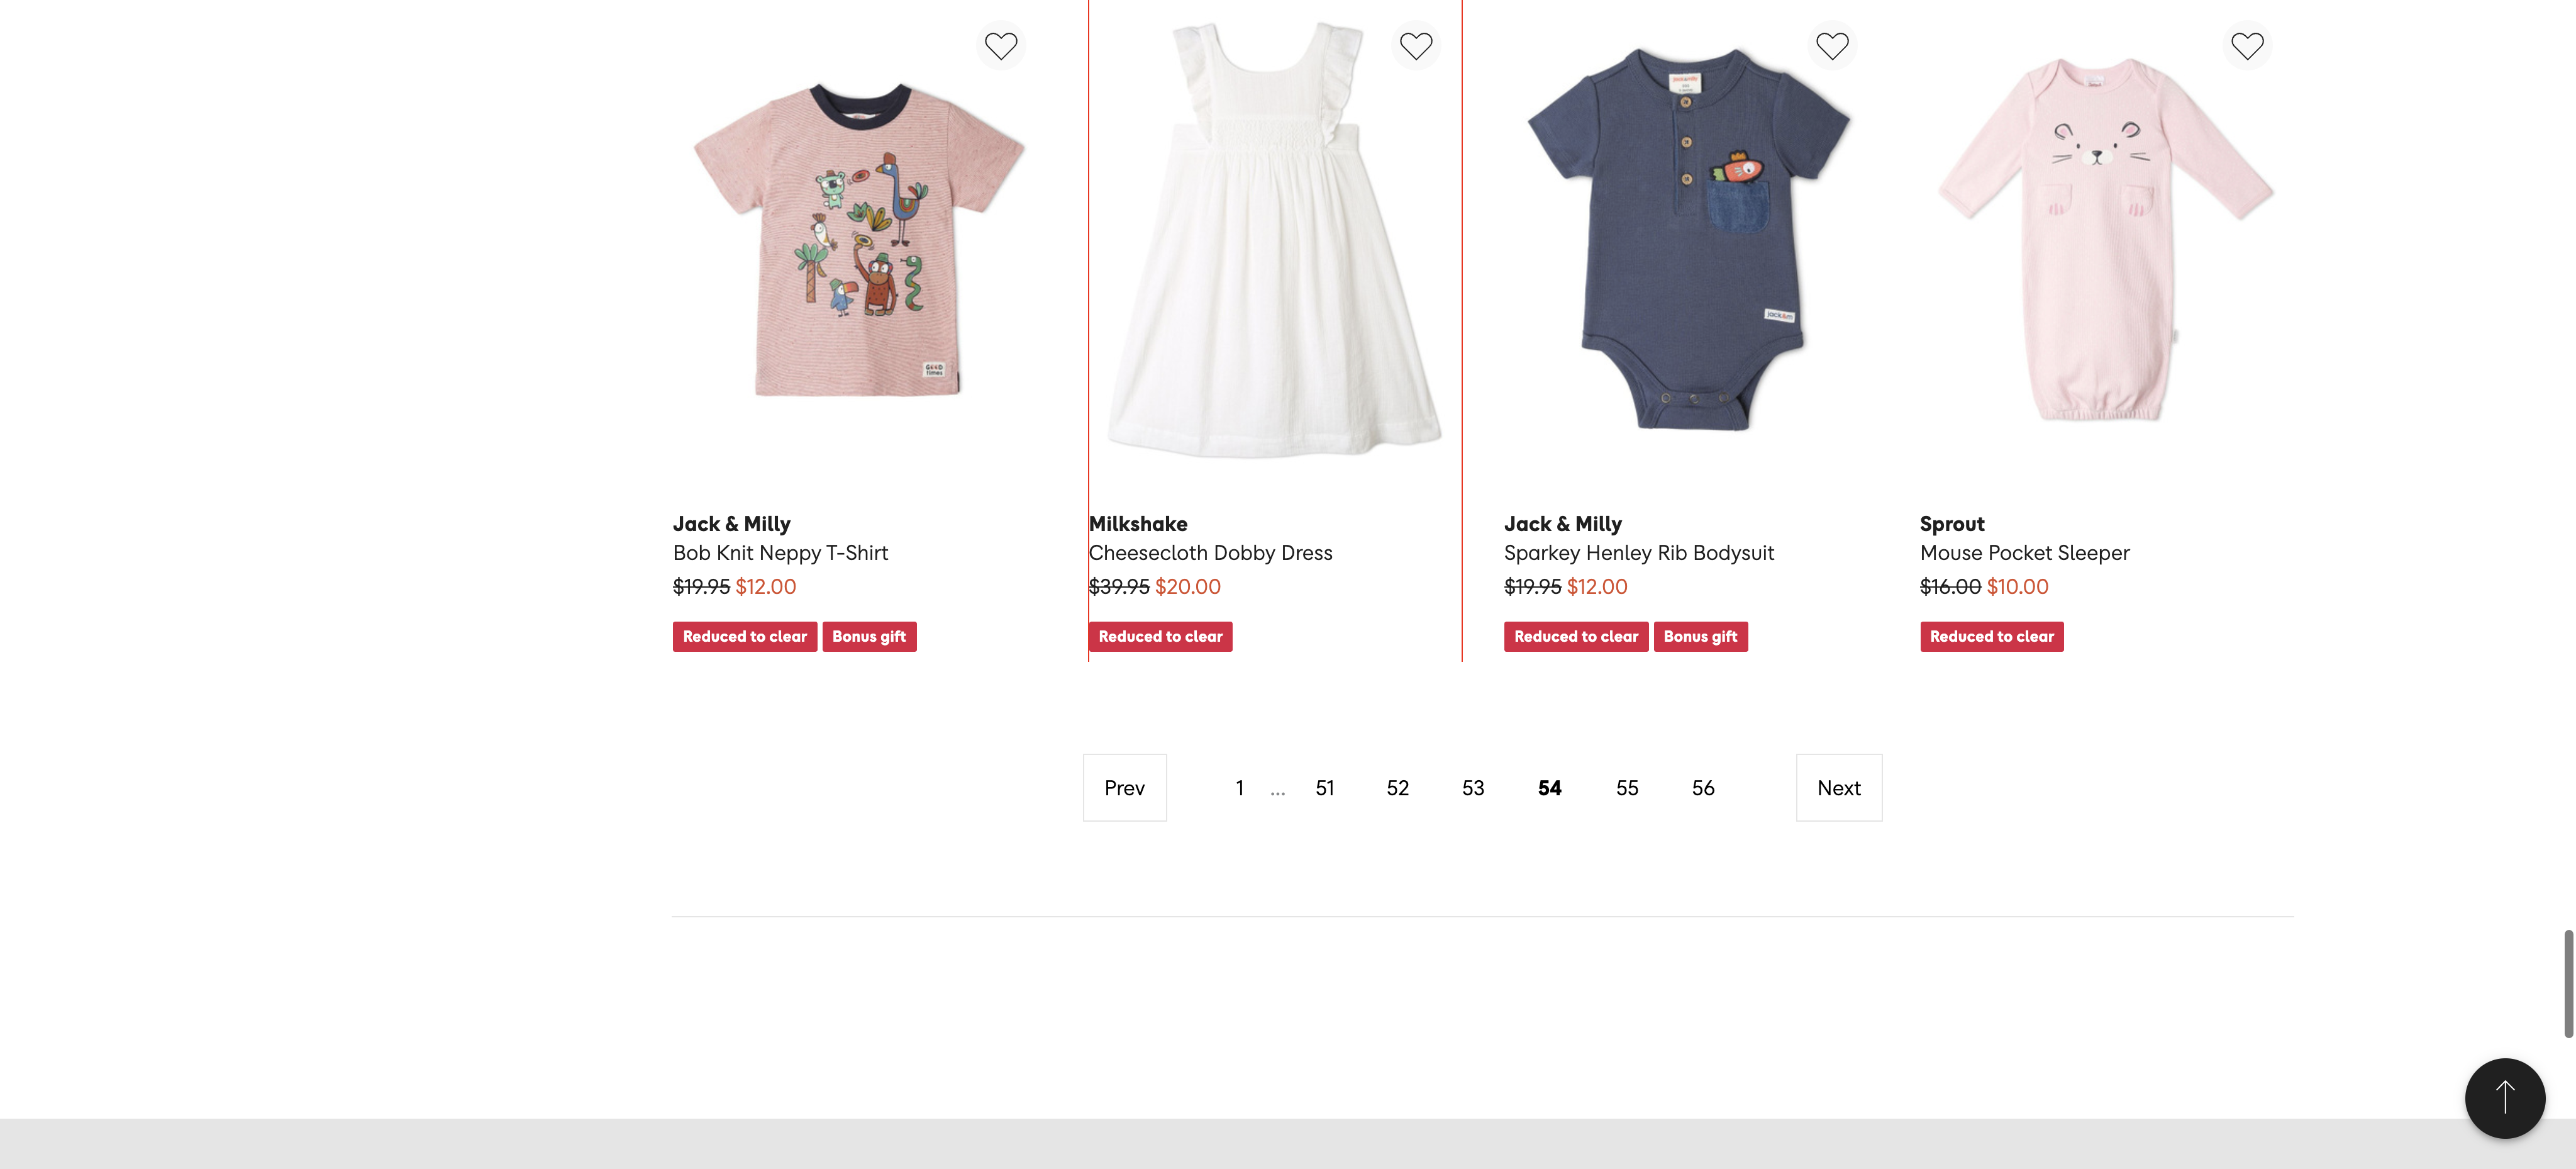 GOOD
times
Jack & Milly
Bob Knit Neppy T-Shirt
$19.95 $12.00
Reduced to clear Bonus gift
Milkshake
Cheesecloth Dobby Dress
$39.95 $20.00
Reduced to clear
Jack & Milly
Sparkey Henley Rib Bodysuit
$19.95 $12.00
Reduced to clear Bonus gift
Sprout
Mouse Pocket Sleeper
$16.00 $10.00
Reduced to clear
Prev 1 ... 51 52 53 54 55 56 Next